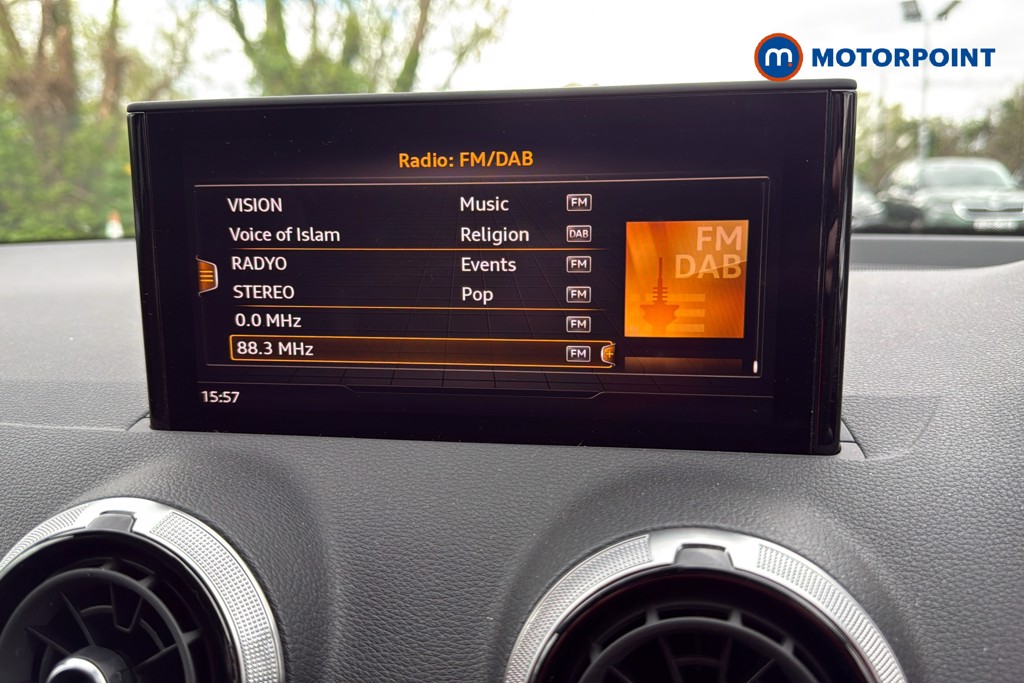 m MOTORPOINT
Radio: FM/DAB
VISION Music FM
Voice of Islam Religion DAB
RADYO Events FM
STEREO Pop FM
0.0 MHz FM
88.3 MHz FM
FM
DAB
15:57